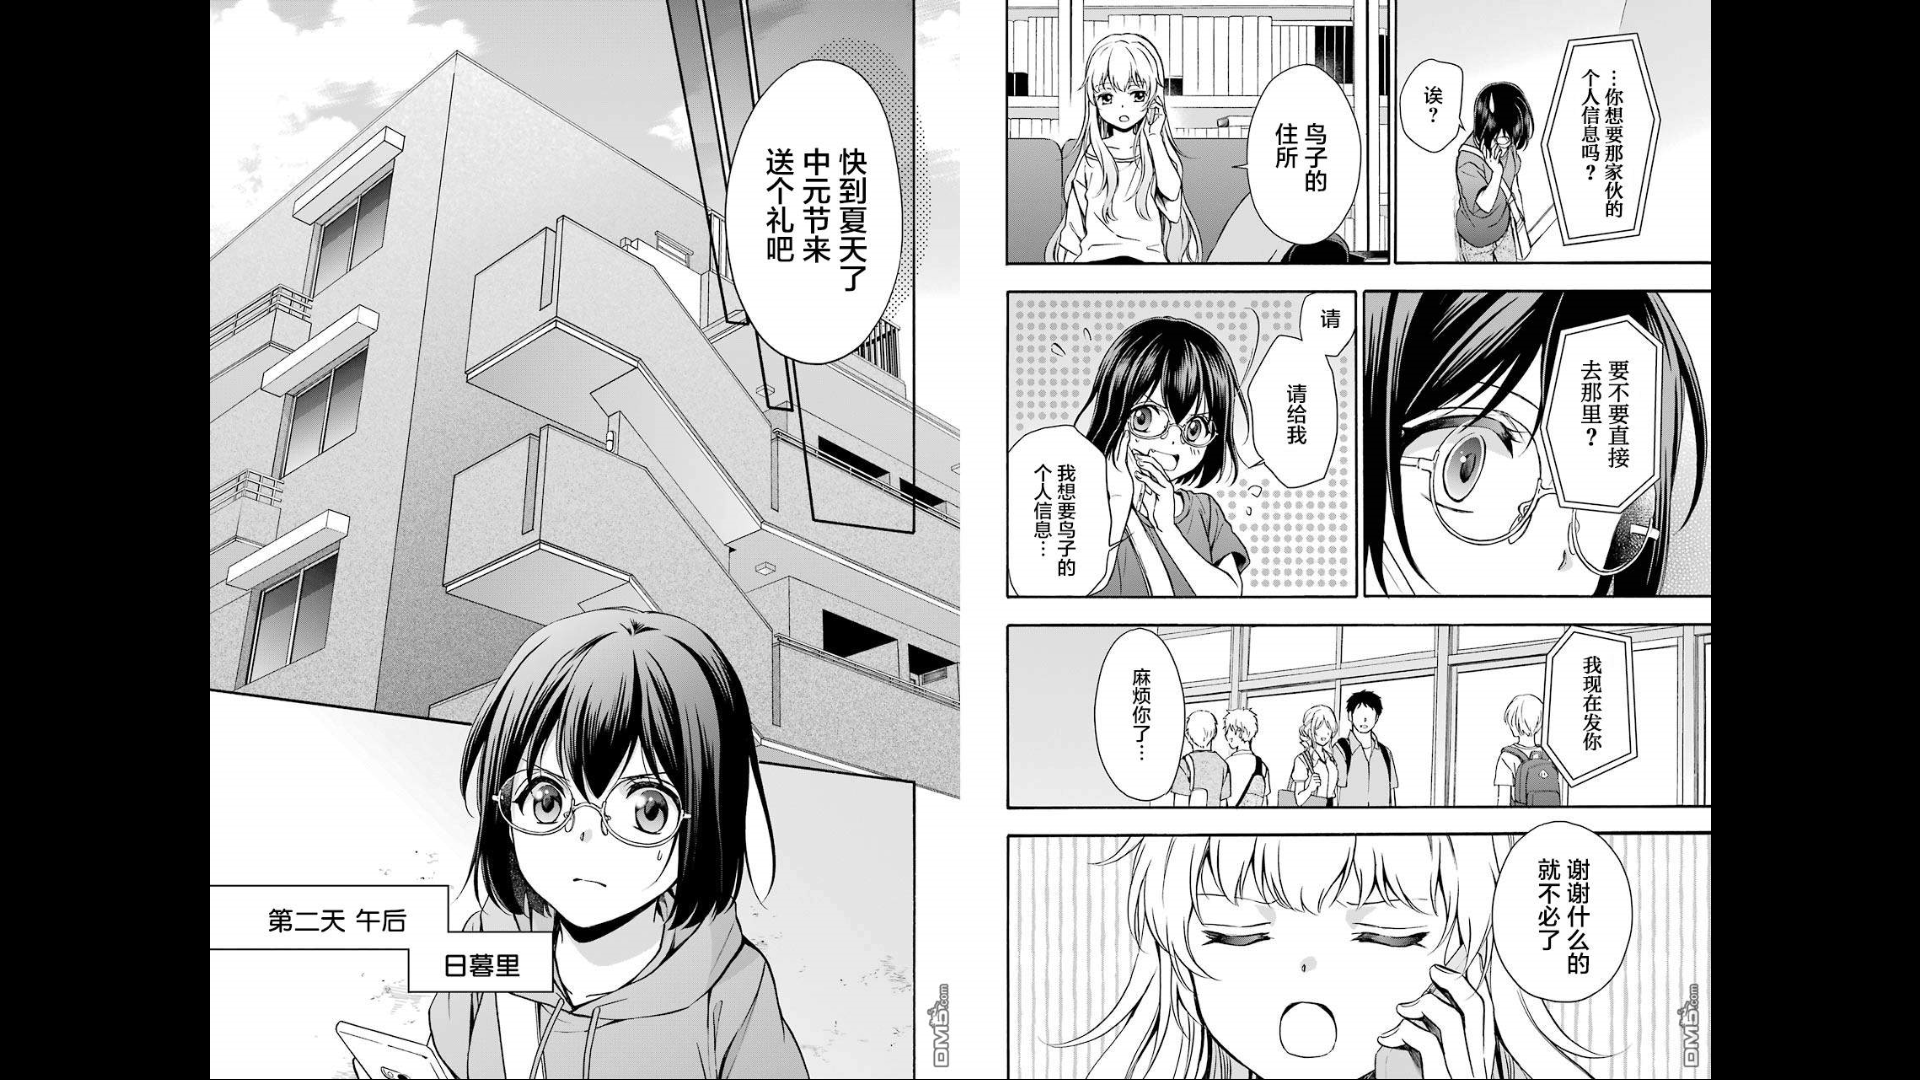 …你想要那家伙的
个人信息吗？
诶？
鸟子的
住所
要不要直接
去那里？
请
请给我
我想要鸟子的
个人信息…
我现在发你
麻烦你了…
谢谢什么的
就不必了
DM5.com
快到夏天了
中元节来
送个礼吧
第二天 午后
日暮里
DM5.com